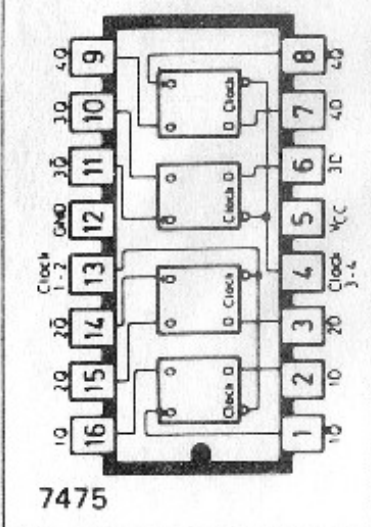 4Q 9
8 4Q̄
Q̄ Clock
Q D
7 4D
3Q 10
Q D
6 3D
3Q̄ 11
Q̄ Clock
GND 12
5 VCC
Clock 1-2 13
4 Clock 3-4
2Q̄ 14
Q̄ Clock
Q D
3 2D
2Q 15
Q D
2 1D
Q̄ Clock
1Q 16
1 1Q̄
7475